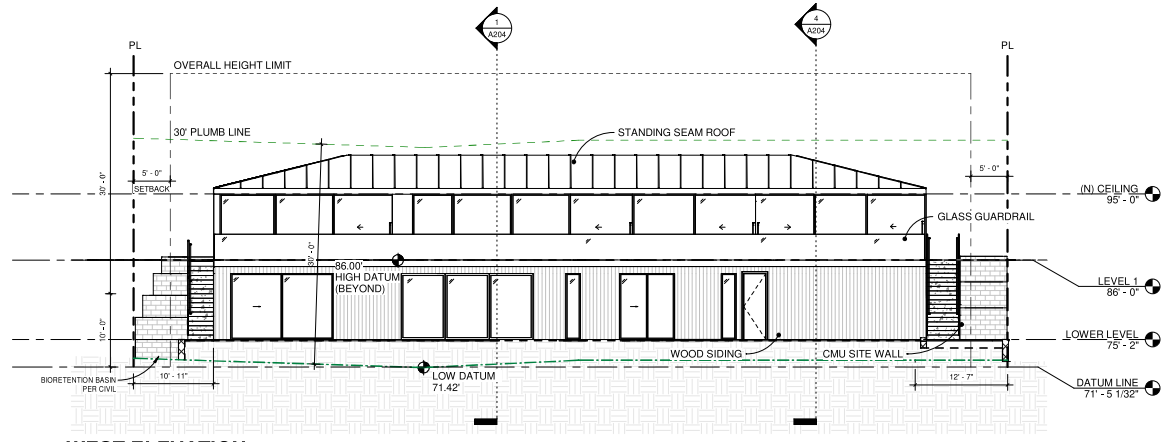 1
A204
4
A204
PL
PL
OVERALL HEIGHT LIMIT
30' PLUMB LINE
STANDING SEAM ROOF
5' - 0"
SETBACK
5' - 0"
30' - 0"
(N) CEILING
95' - 0"
GLASS GUARDRAIL
30' - 0"
86.00'
HIGH DATUM
(BEYOND)
LEVEL 1
86' - 0"
10' - 0"
LOWER LEVEL
75' - 2"
WOOD SIDING
CMU SITE WALL
BIORETENTION BASIN
PER CIVIL
10' - 11"
LOW DATUM
71.42'
12' - 7"
DATUM LINE
71' - 5 1/32"
WEST ELEVATION